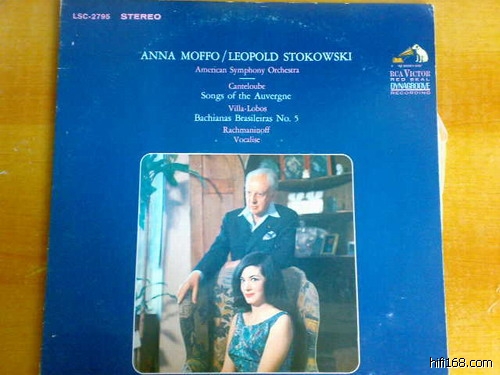 LSC-2795 STEREO
ANNA MOFFO/LEOPOLD STOKOWSKI
American Symphony Orchestra
Canteloube
Songs of the Auvergne
Villa-Lobos
Bachianas Brasileiras No. 5
Rachmaninoff
Vocalise
RCA VICTOR
RED SEAL
DYNAGROOVE
RECORDING
hifi168.com